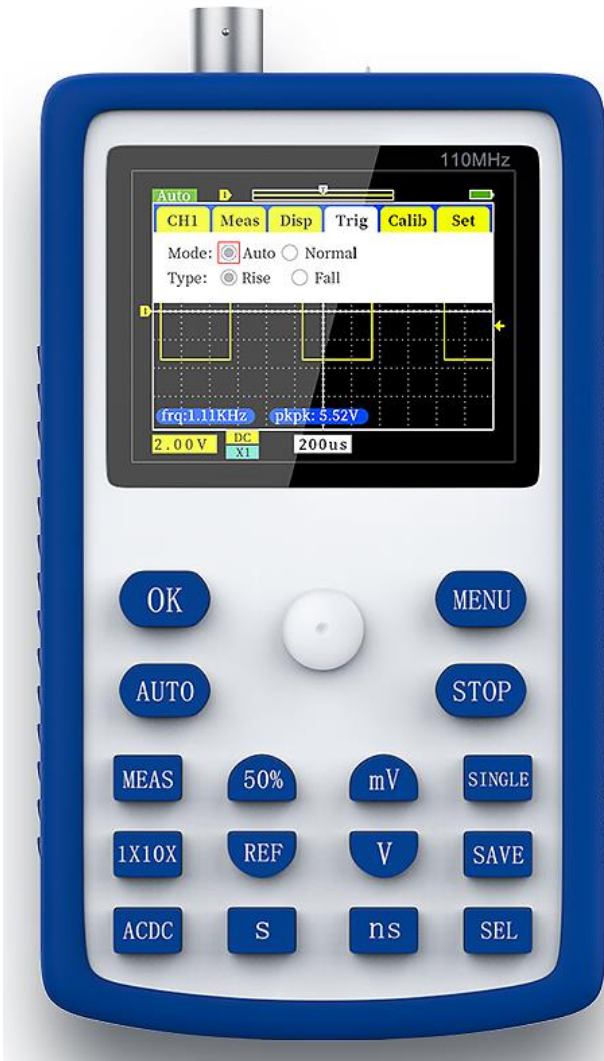 110MHz
Auto 1 T
CH1 Meas Disp Trig Calib Set
Mode: Auto Normal
Type: Rise Fall
1
frq:1.11KHz pkpk: 5.52V
2.00V DC 200us
X1
OK MENU
AUTO STOP
MEAS 50% mV SINGLE
1X10X REF V SAVE
ACDC S ns SEL